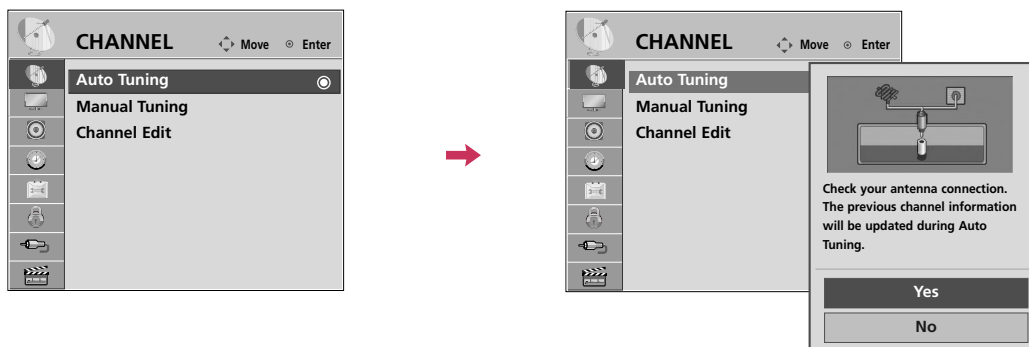 CHANNEL Move Enter
Auto Tuning
Manual Tuning
Channel Edit
CHANNEL Move Enter
Auto Tuning
Manual Tuning
Channel Edit
Check your antenna connection.
The previous channel information
will be updated during Auto
Tuning.
Yes
No